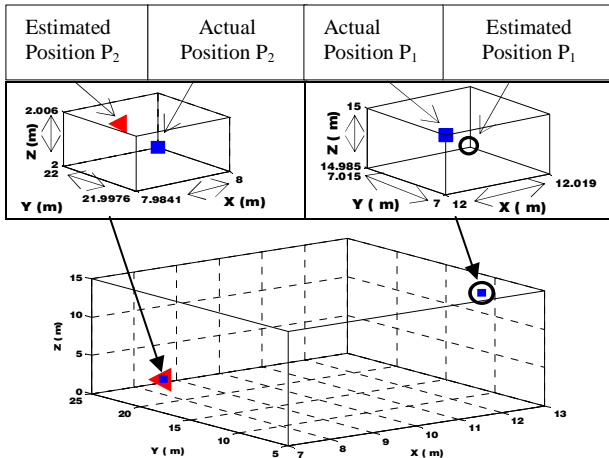 Estimated Position P2
Actual Position P2
Actual Position P1
Estimated Position P1
2.006
Z (m)
2
22
21.9976
7.9841
8
Y (m)
X (m)
15
Z ( m)
14.985
7.015
7
12
12.019
Y ( m)
X ( m)
15
10
5
0
Z ( m)
25
20
15
10
5
Y ( m)
7
8
9
10
11
12
13
X ( m)